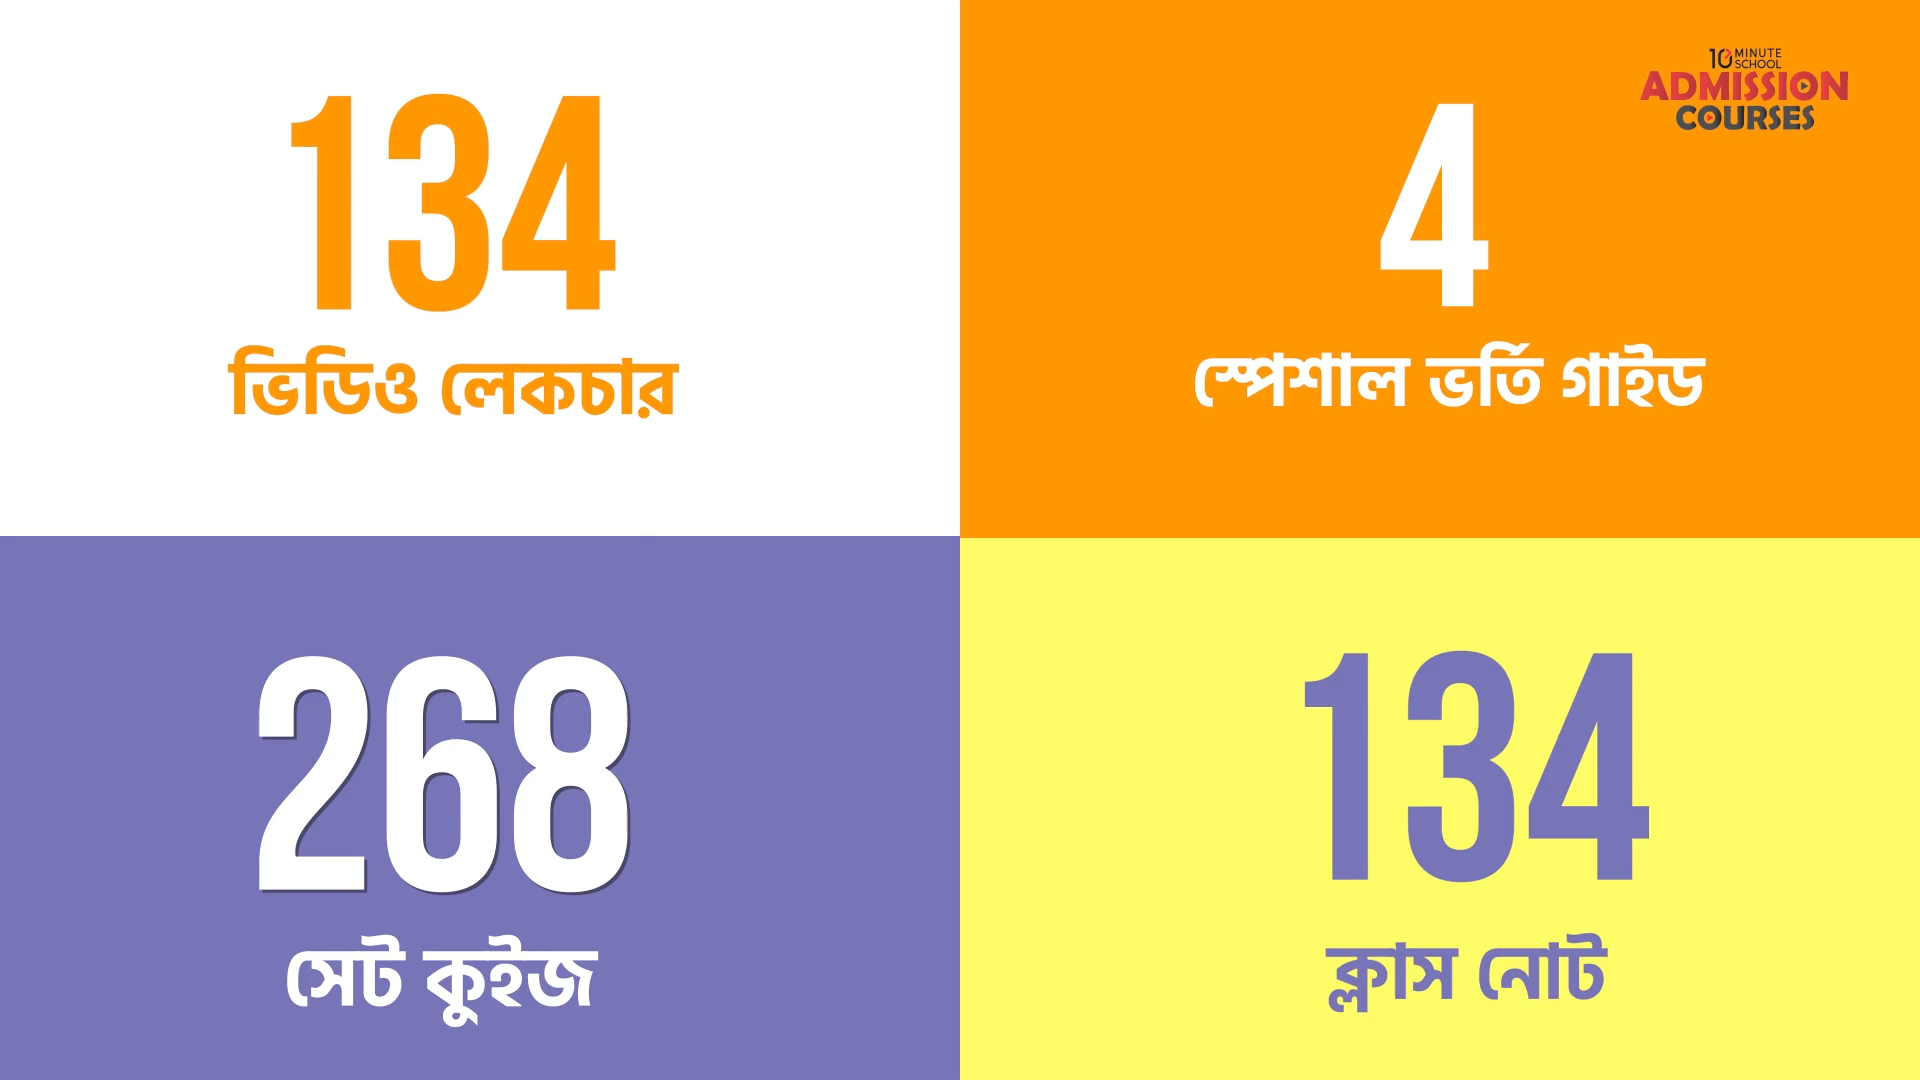 134
ভিডিও লেকচার
10 MINUTE SCHOOL
ADMISSION
COURSES
4
স্পেশাল ভর্তি গাইড
268
সেট কুইজ
134
ক্লাস নোট